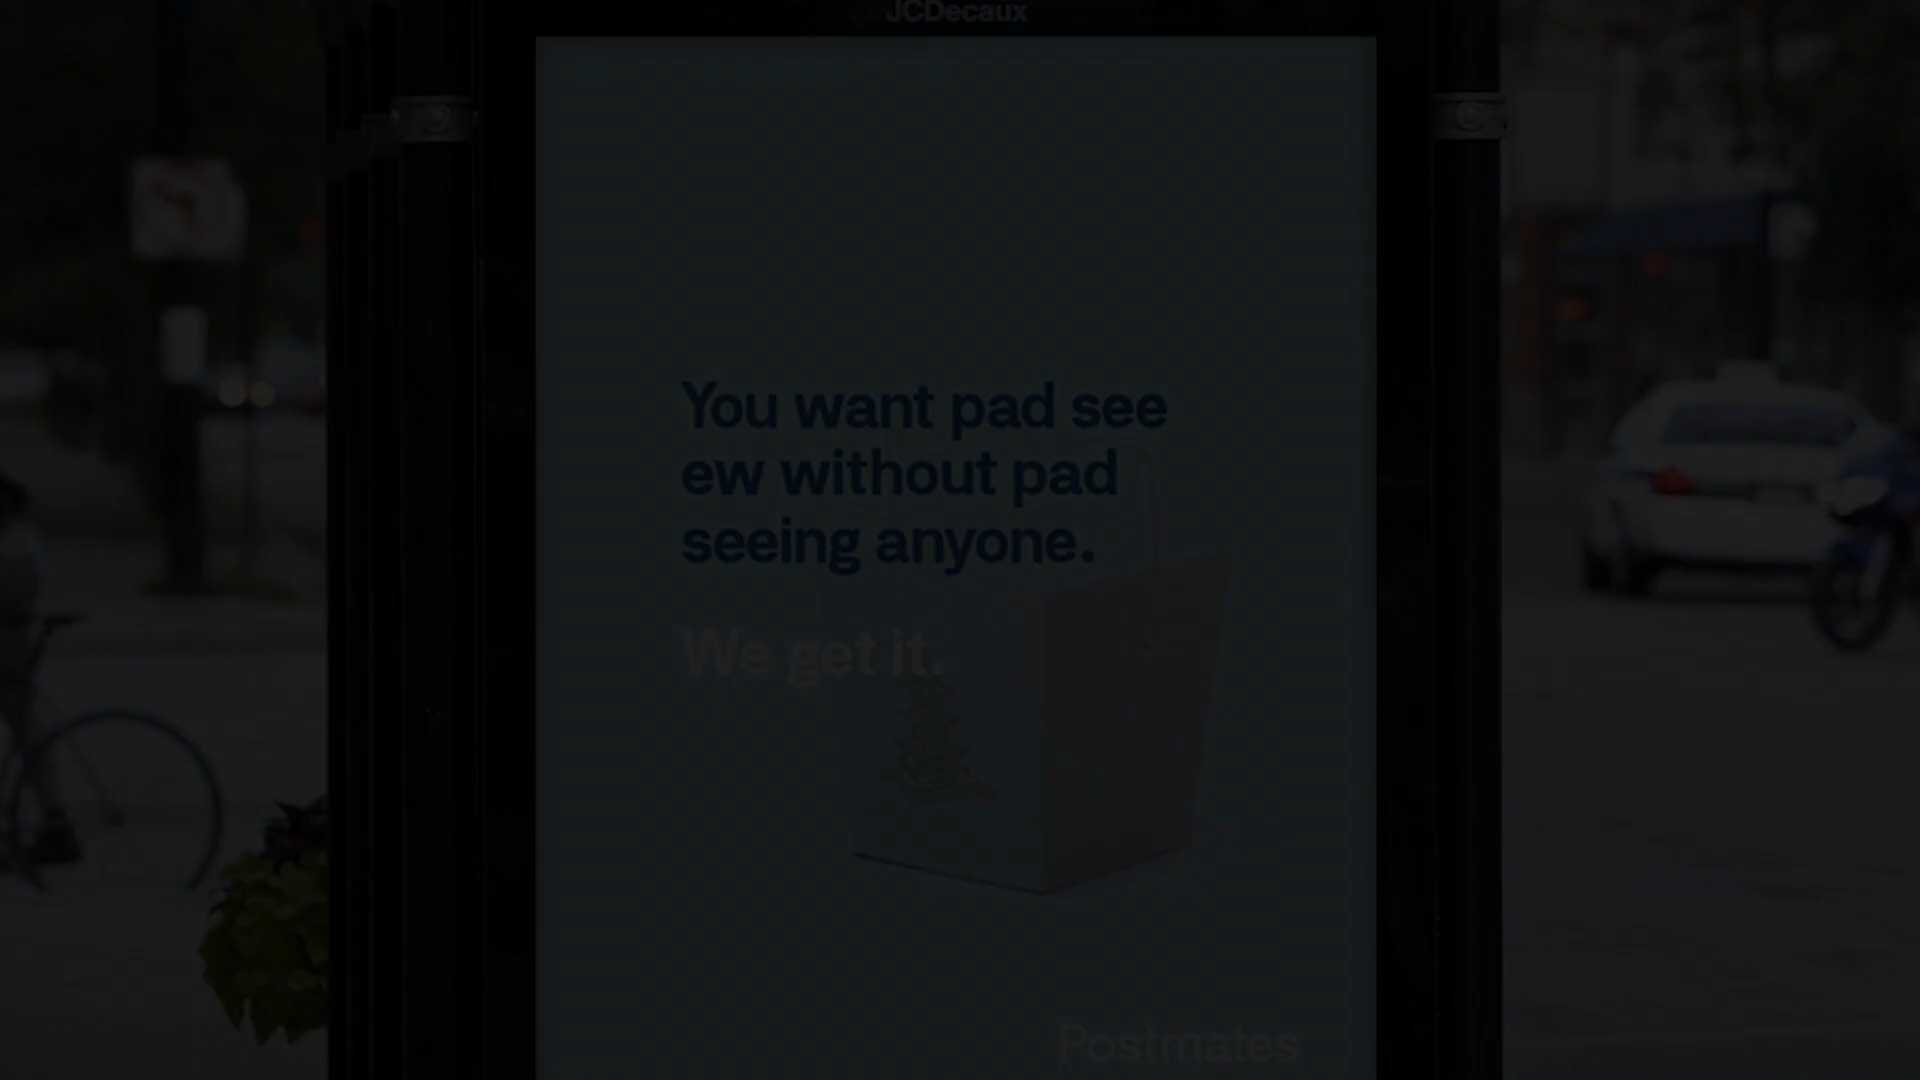 JCDecaux
You want pad see
ew without pad
seeing anyone.
We get it.
Postmates